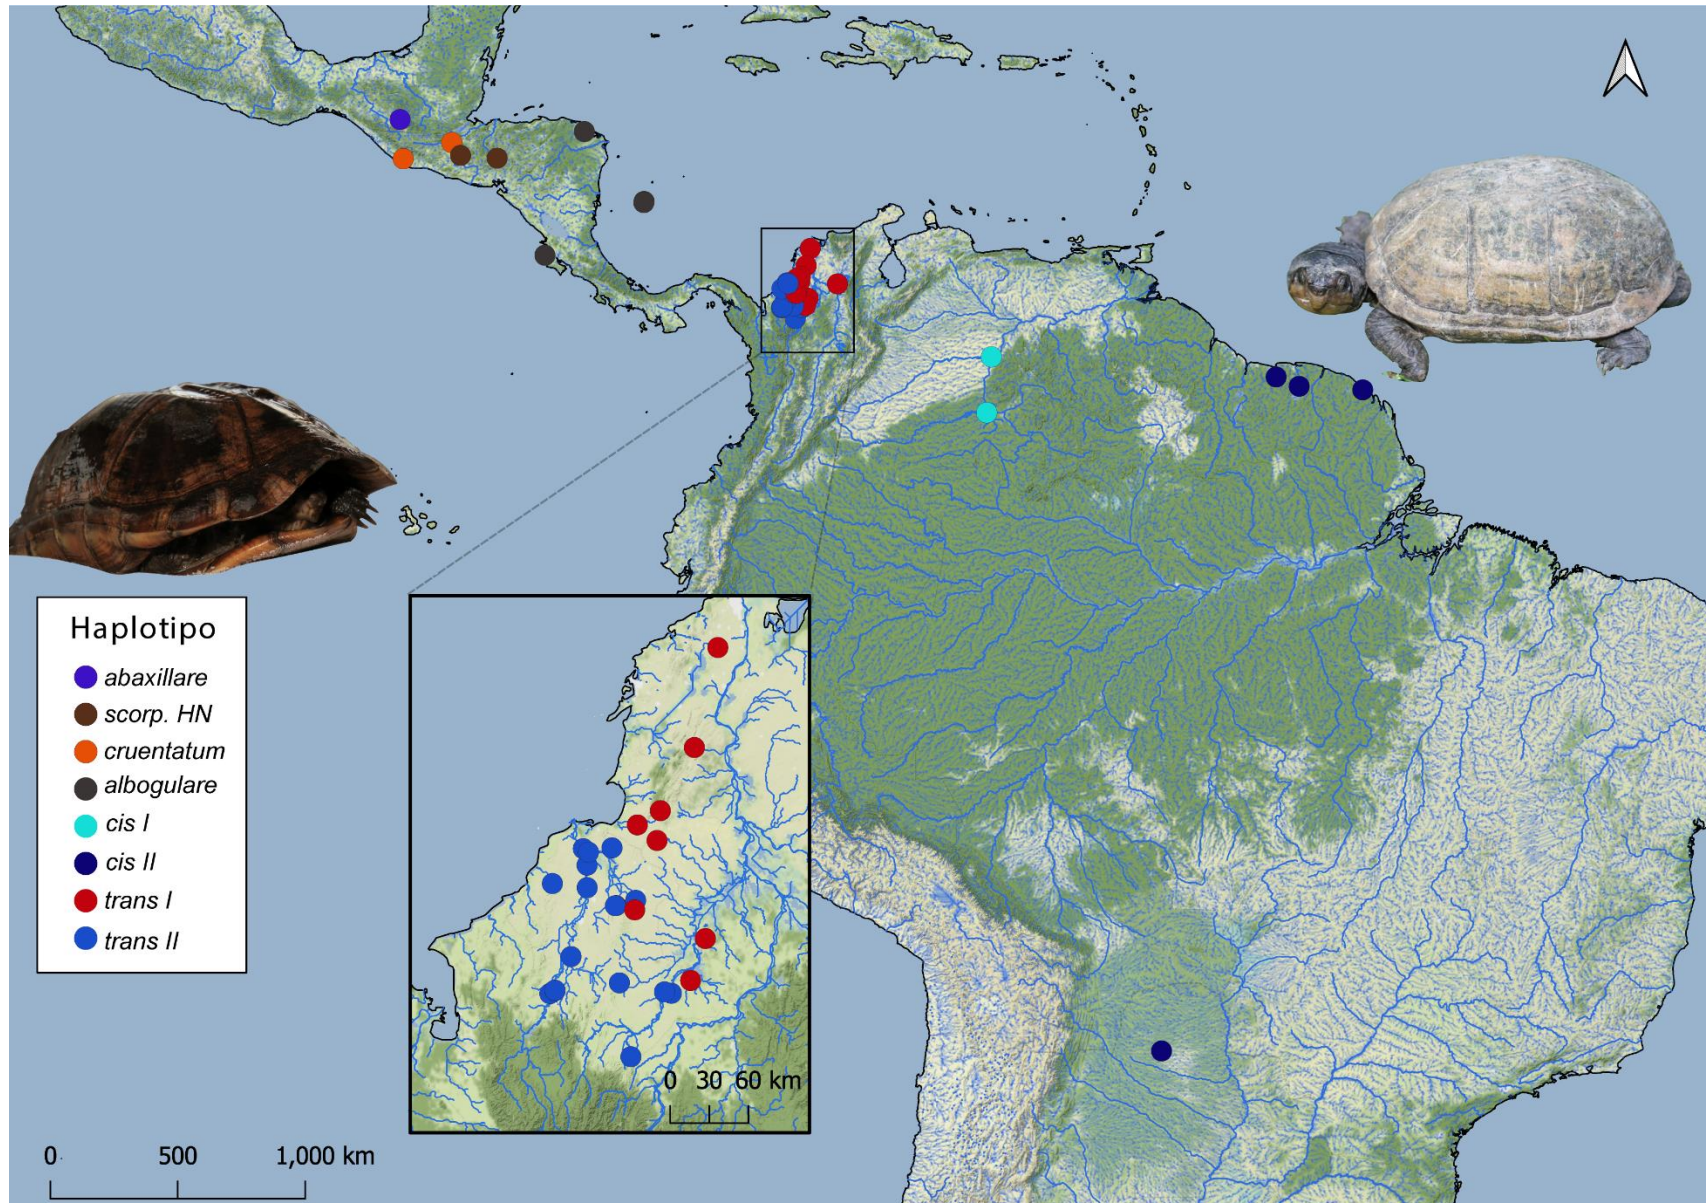 Haplotipo
abaxillare
scorp. HN
cruentatum
albogulare
cis I
cis II
trans I
trans II
0 30 60 km
0 500 1,000 km